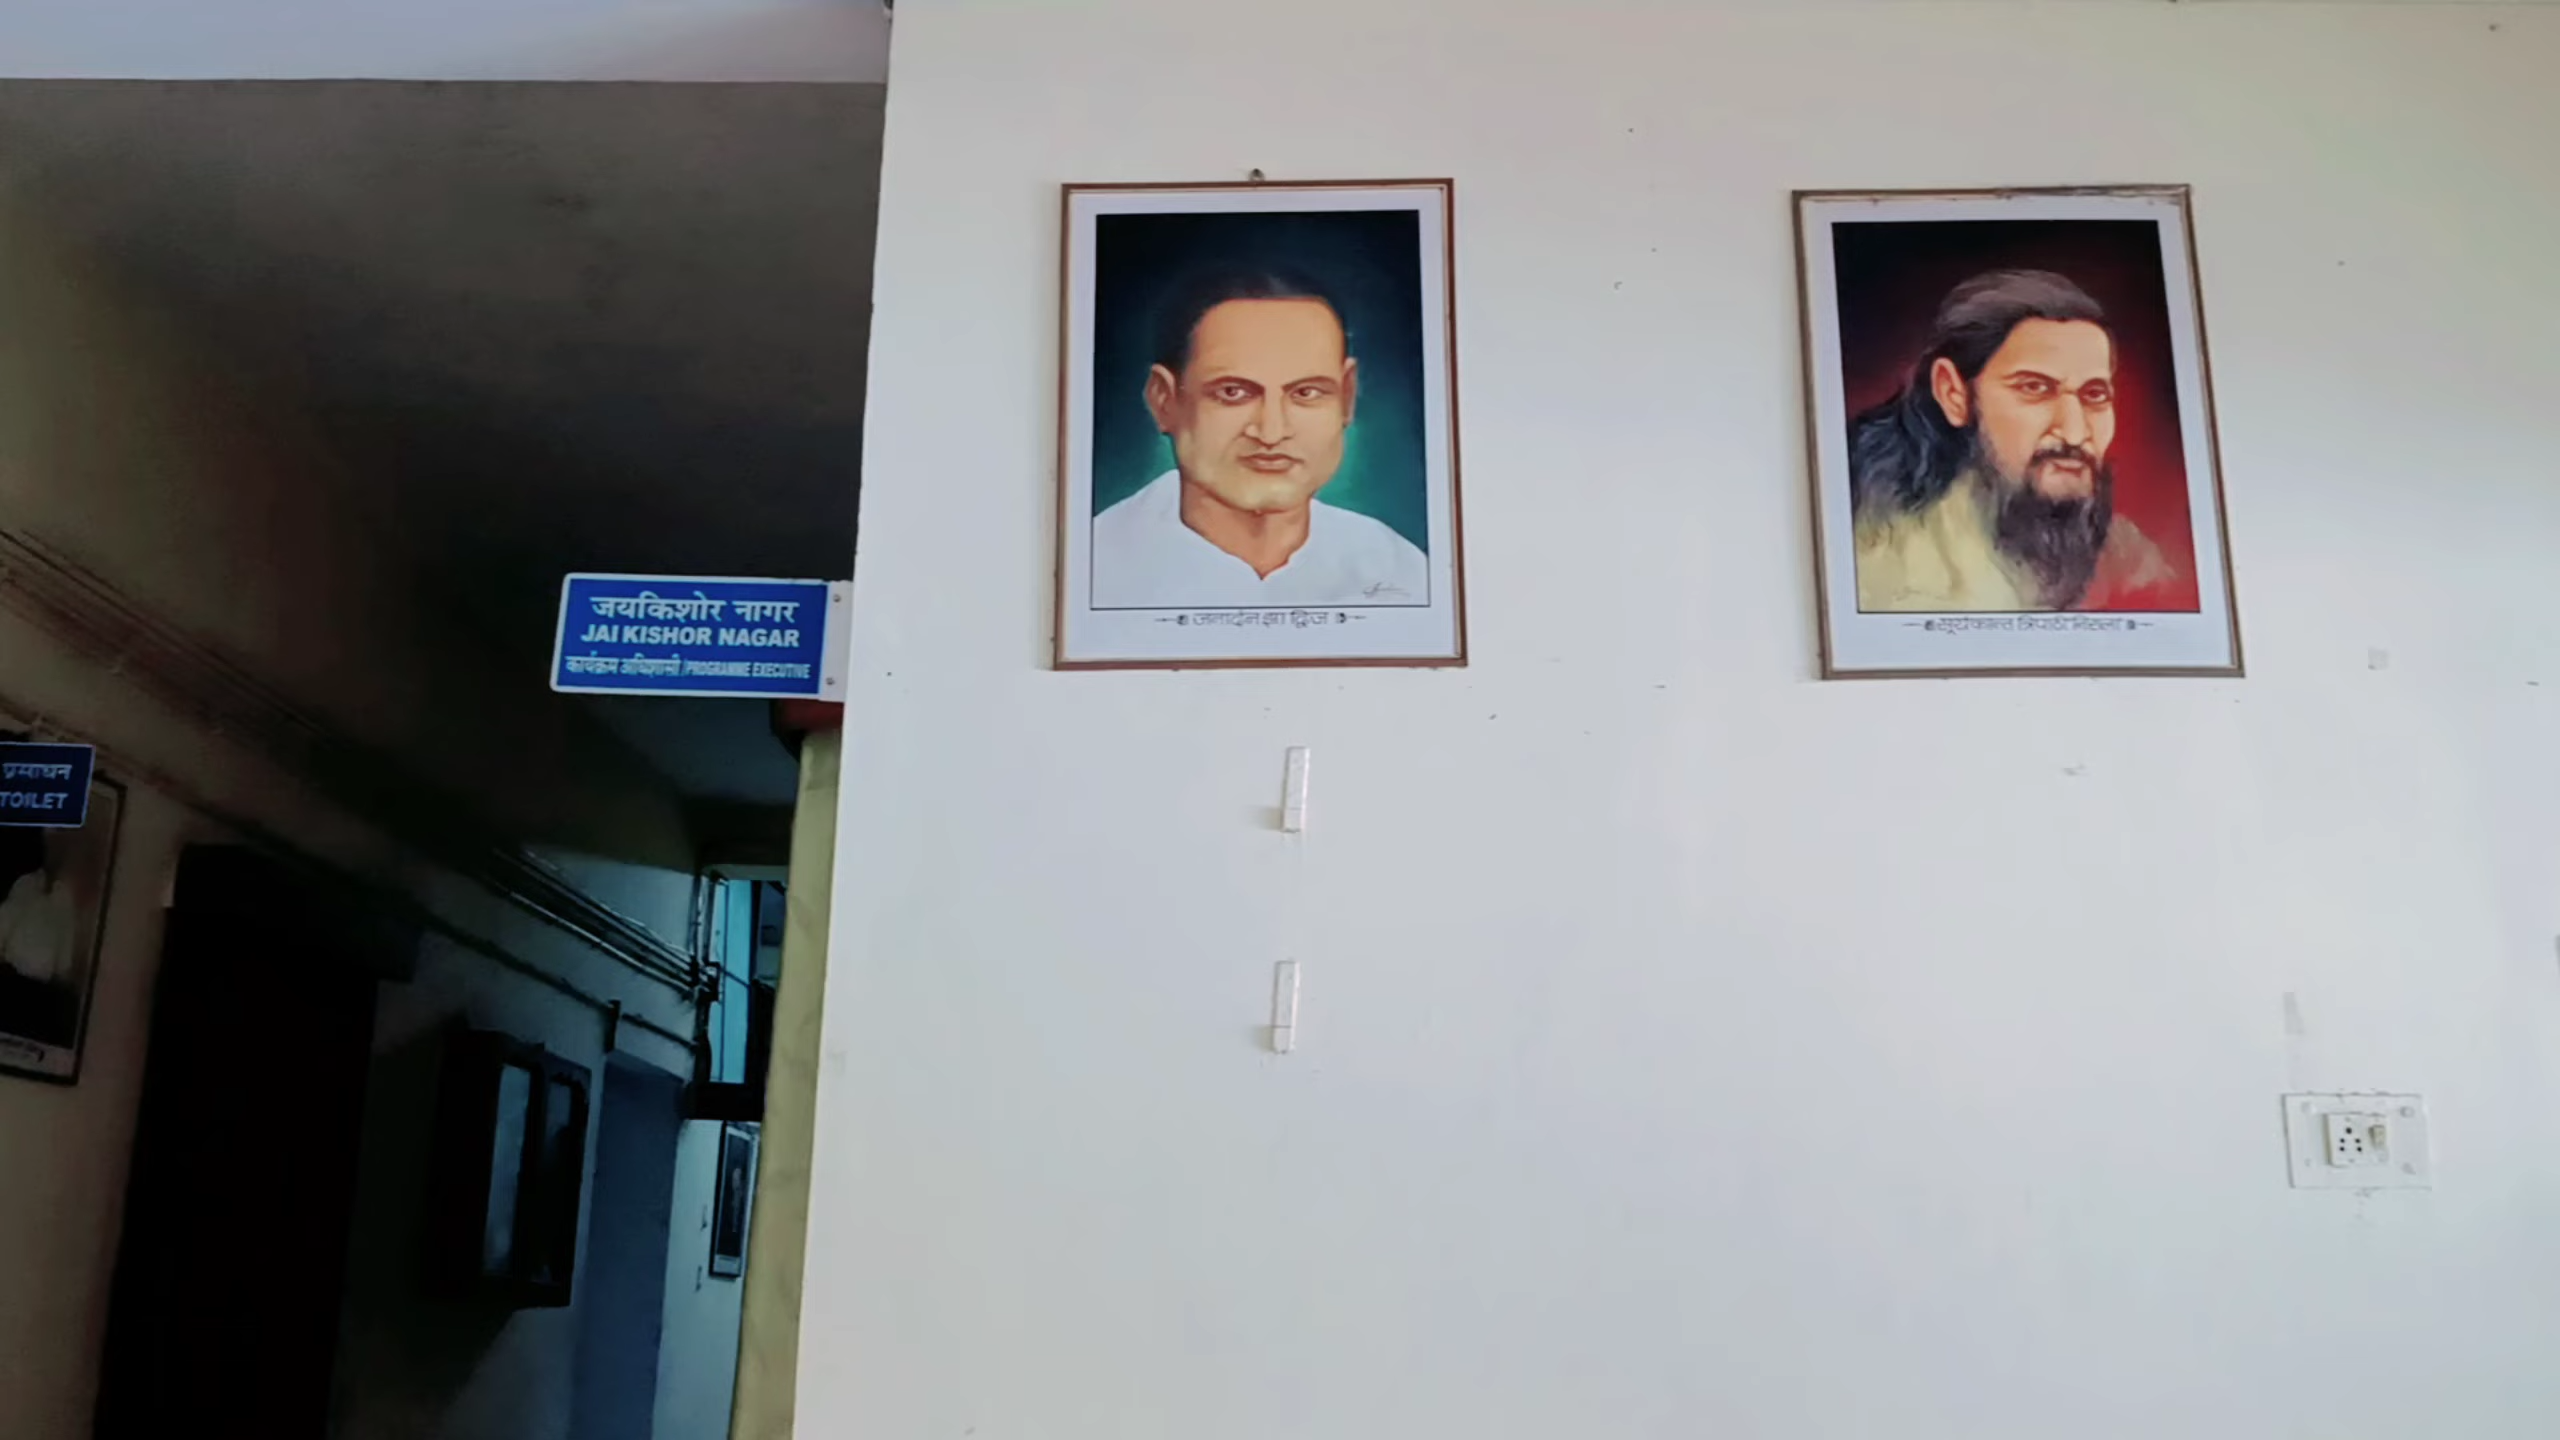 जयकिशोर नागर
JAI KISHOR NAGAR
कार्यक्रम अधिशासी/PROGRAMME EXECUTIVE
प्रसाधन
TOILET
जनार्दन झा द्विज
सूर्यकान्त त्रिपाठी 'निराला'